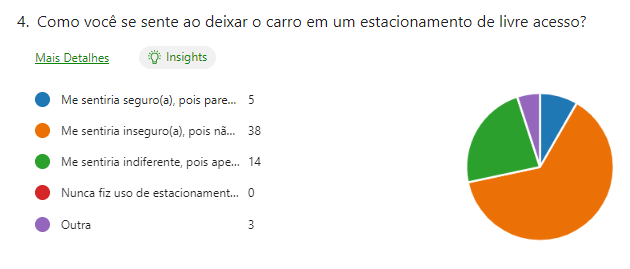 4. Como você se sente ao deixar o carro em um estacionamento de livre acesso?
Mais Detalhes Insights
Me sentiria seguro(a), pois pare... 5
Me sentiria inseguro(a), pois nã... 38
Me sentiria indiferente, pois ape... 14
Nunca fiz uso de estacionament... 0
Outra 3